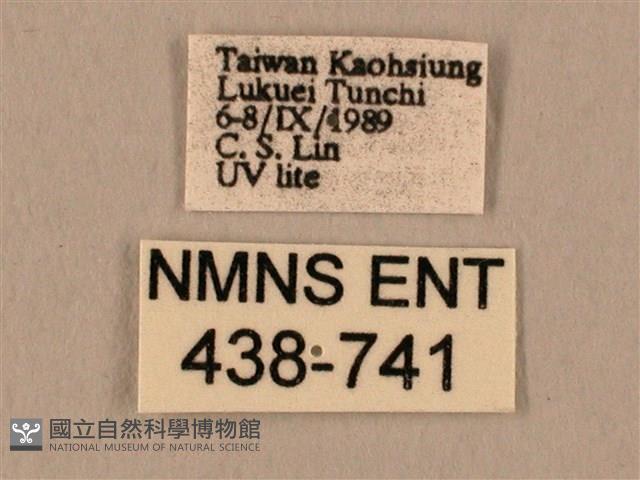 Taiwan Kaohsiung
Lukuei Tunchi
6-8/IX/1989
C. S. Lin
UV lite
NMNS ENT
438-741
國立自然科學博物館
NATIONAL MUSEUM OF NATURAL SCIENCE